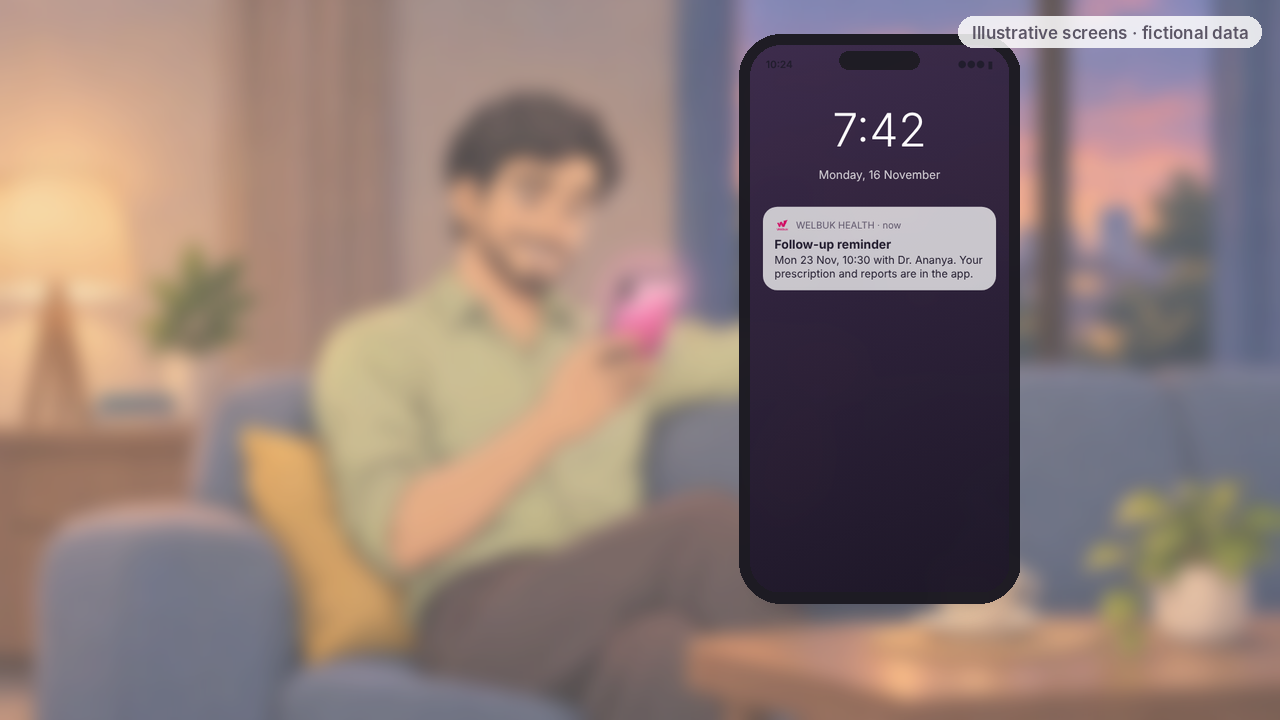 Illustrative screens · fictional data
10:24
7:42
Monday, 16 November
WELBUK HEALTH · now
Follow-up reminder
Mon 23 Nov, 10:30 with Dr. Ananya. Your
prescription and reports are in the app.